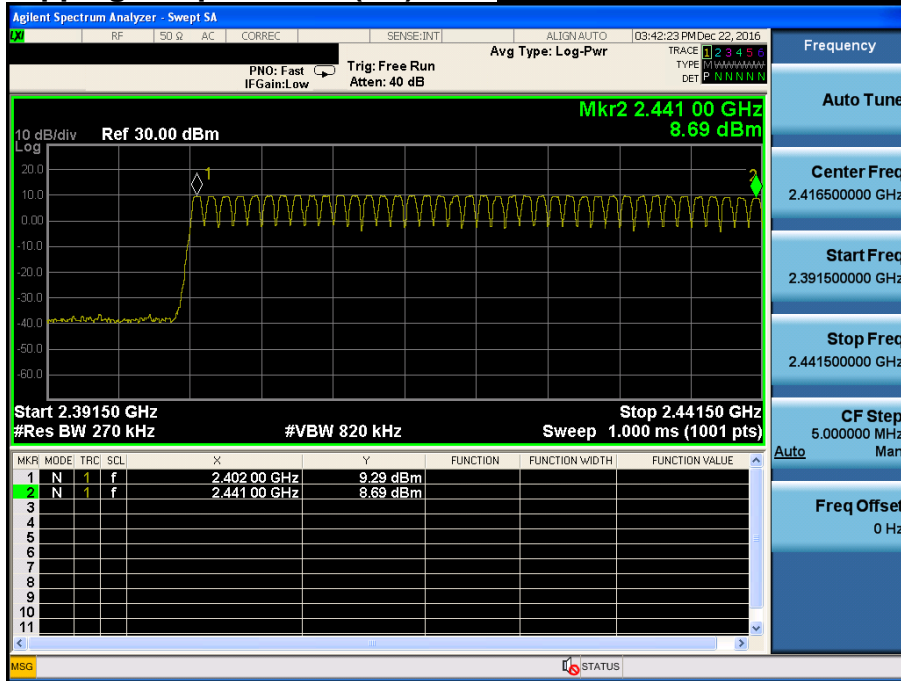 Agilent Spectrum Analyzer - Swept SA
LXI RF 50 Ω AC CORREC SENSE:INT ALIGN AUTO 03:42:23 PM Dec 22, 2016
Avg Type: Log-Pwr TRACE 1 2 3 4 5 6
PNO: Fast Trig: Free Run TYPE M WWWWW
IFGain:Low Atten: 40 dB DET P N N N N N
Mkr2 2.441 00 GHz
10 dB/div Ref 30.00 dBm 8.69 dBm
Log
20.0
1 2
10.0
0.00
-10.0
-20.0
-30.0
-40.0
-50.0
-60.0
Start 2.39150 GHz Stop 2.44150 GHz
#Res BW 270 kHz #VBW 820 kHz Sweep 1.000 ms (1001 pts)
MKR MODE TRC SCL X Y FUNCTION FUNCTION WIDTH FUNCTION VALUE
1 N 1 f 2.402 00 GHz 9.29 dBm
2 N 1 f 2.441 00 GHz 8.69 dBm
3
4
5
6
7
8
9
10
11
MSG STATUS
Frequency
Auto Tune
Center Freq
2.416500000 GHz
Start Freq
2.391500000 GHz
Stop Freq
2.441500000 GHz
CF Step
5.000000 MHz
Auto Man
Freq Offset
0 Hz